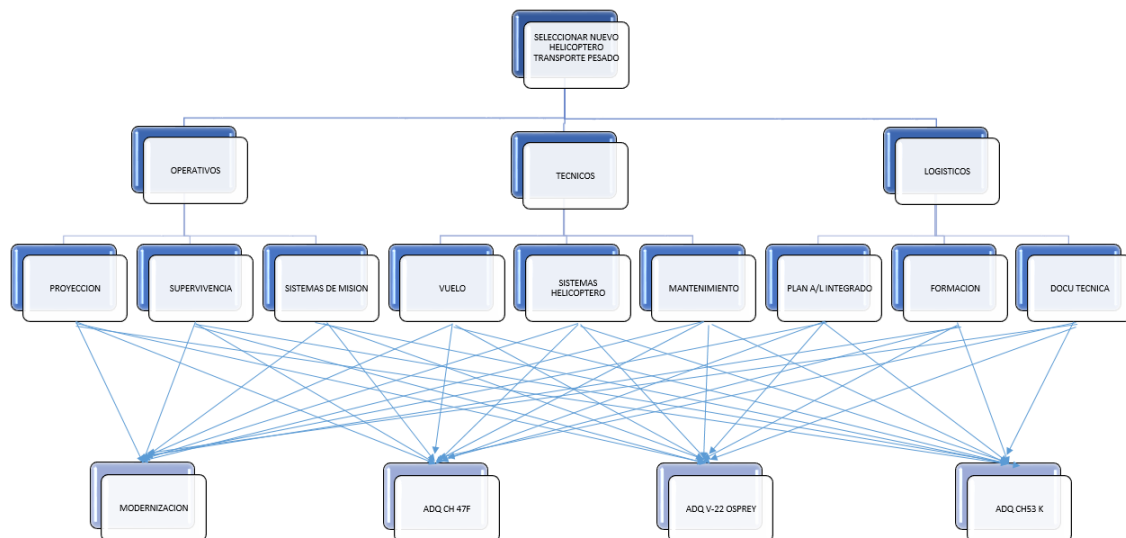 SELECCIONAR NUEVO
HELICOPTERO
TRANSPORTE PESADO
OPERATIVOS
TECNICOS
LOGISTICOS
PROYECCION
SUPERVIVENCIA
SISTEMAS DE MISION
VUELO
SISTEMAS
HELICOPTERO
MANTENIMIENTO
PLAN A/L INTEGRADO
FORMACION
DOCU TECNICA
MODERNIZACION
ADQ CH 47F
ADQ V-22 OSPREY
ADQ CH53 K